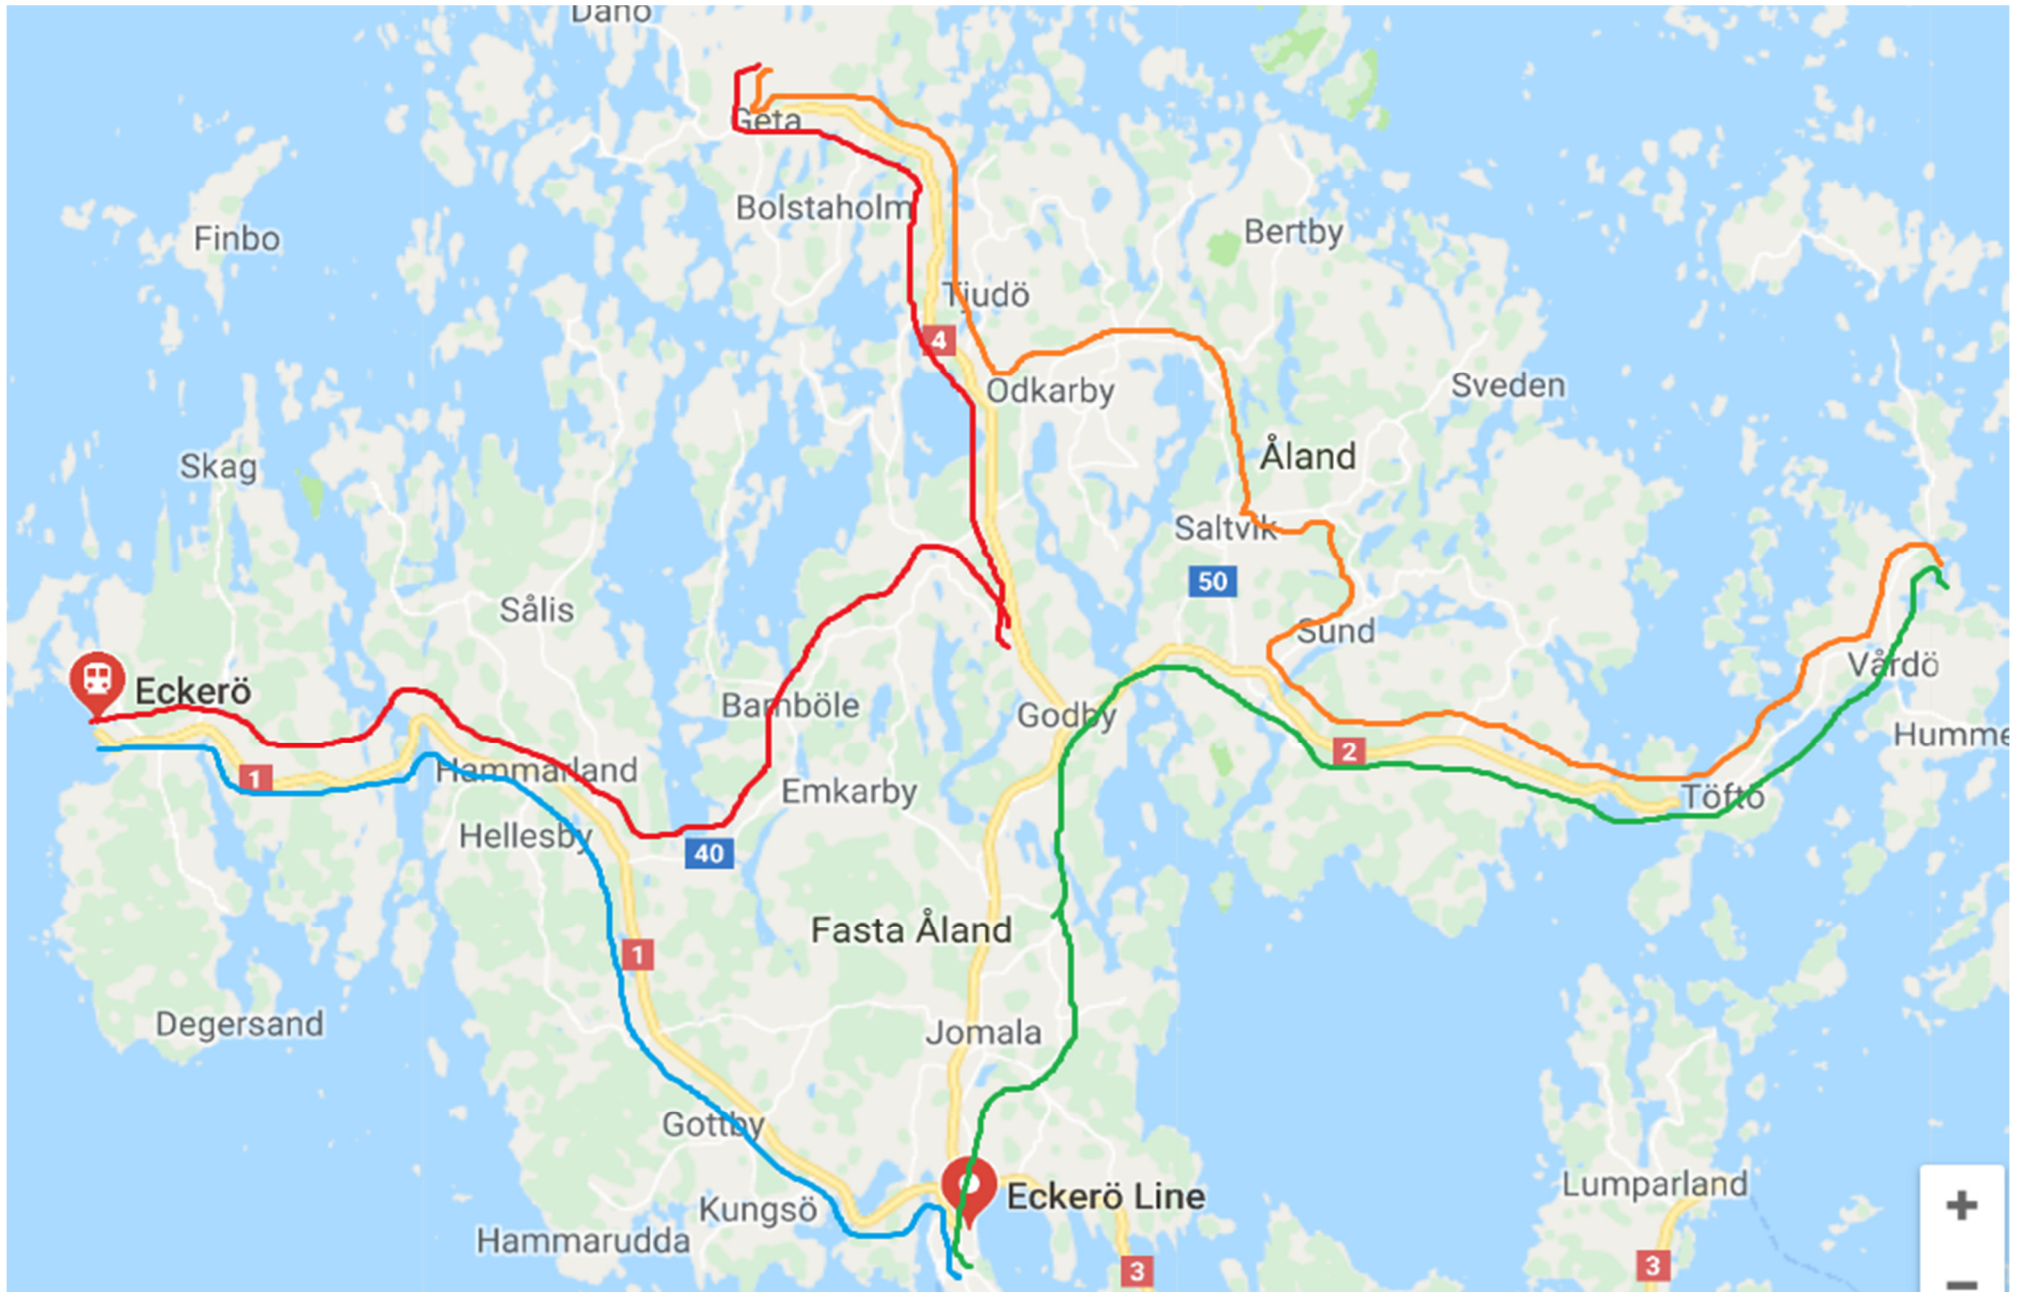 Dånö
Geta
Bolstaholm
Finbo
Bertby
Tjudö
4
Odkarby
Sveden
Åland
Skag
Saltvik
50
Sålis
Sund
Vårdö
Eckerö
Bamböle
Godby
Humme
2
1
Hammarland
Emkarby
Töftö
Hellesby
40
Fasta Åland
1
Degersand
Jomala
Gottby
Lumparland
Eckerö Line
Kungsö
Hammarudda
3
3
+
−